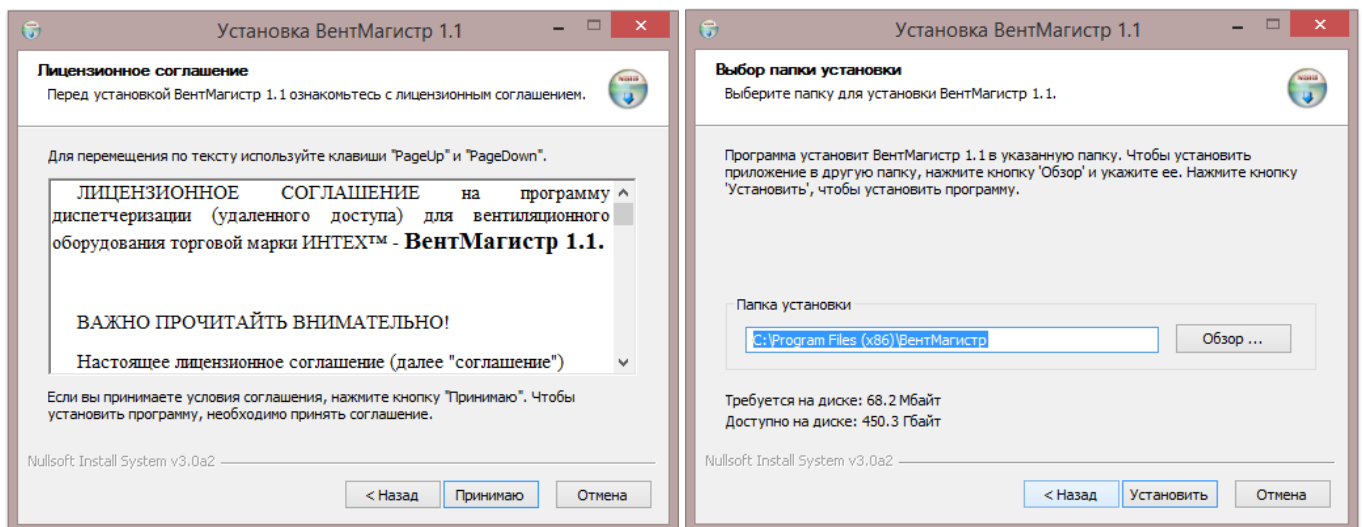 Установка ВентМагистр 1.1
Лицензионное соглашение
Перед установкой ВентМагистр 1.1 ознакомьтесь с лицензионным соглашением.
Для перемещения по тексту используйте клавиши "PageUp" и "PageDown".
ЛИЦЕНЗИОННОЕ СОГЛАШЕНИЕ на программу
диспетчеризации (удаленного доступа) для вентиляционного
оборудования торговой марки ИНТЕХ™ - ВентМагистр 1.1.
ВАЖНО ПРОЧИТАЙТЬ ВНИМАТЕЛЬНО!
Настоящее лицензионное соглашение (далее "соглашение")
Если вы принимаете условия соглашения, нажмите кнопку "Принимаю". Чтобы
установить программу, необходимо принять соглашение.
Nullsoft Install System v3.0a2
< Назад
Принимаю
Отмена
Установка ВентМагистр 1.1
Выбор папки установки
Выберите папку для установки ВентМагистр 1.1.
Программа установит ВентМагистр 1.1 в указанную папку. Чтобы установить
приложение в другую папку, нажмите кнопку 'Обзор' и укажите ее. Нажмите кнопку
'Установить', чтобы установить программу.
Папка установки
C:\Program Files (x86)\ВентМагистр
Обзор ...
Требуется на диске: 68.2 Мбайт
Доступно на диске: 450.3 Гбайт
Nullsoft Install System v3.0a2
< Назад
Установить
Отмена